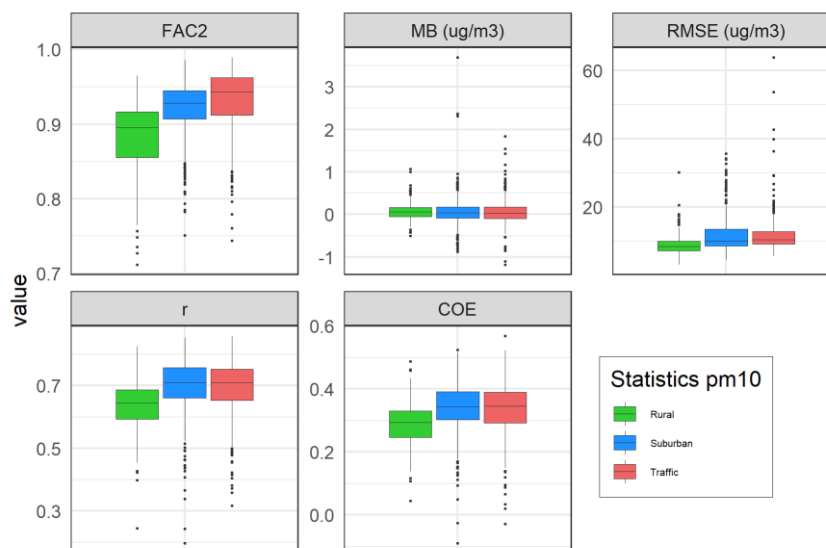 FAC2
MB (ug/m3)
RMSE (ug/m3)
1.0
0.9
0.8
0.7
3
2
1
0
-1
60
40
20
value
r
COE
0.7
0.5
0.3
0.6
0.4
0.2
0.0
Statistics pm10
Rural
Suburban
Traffic